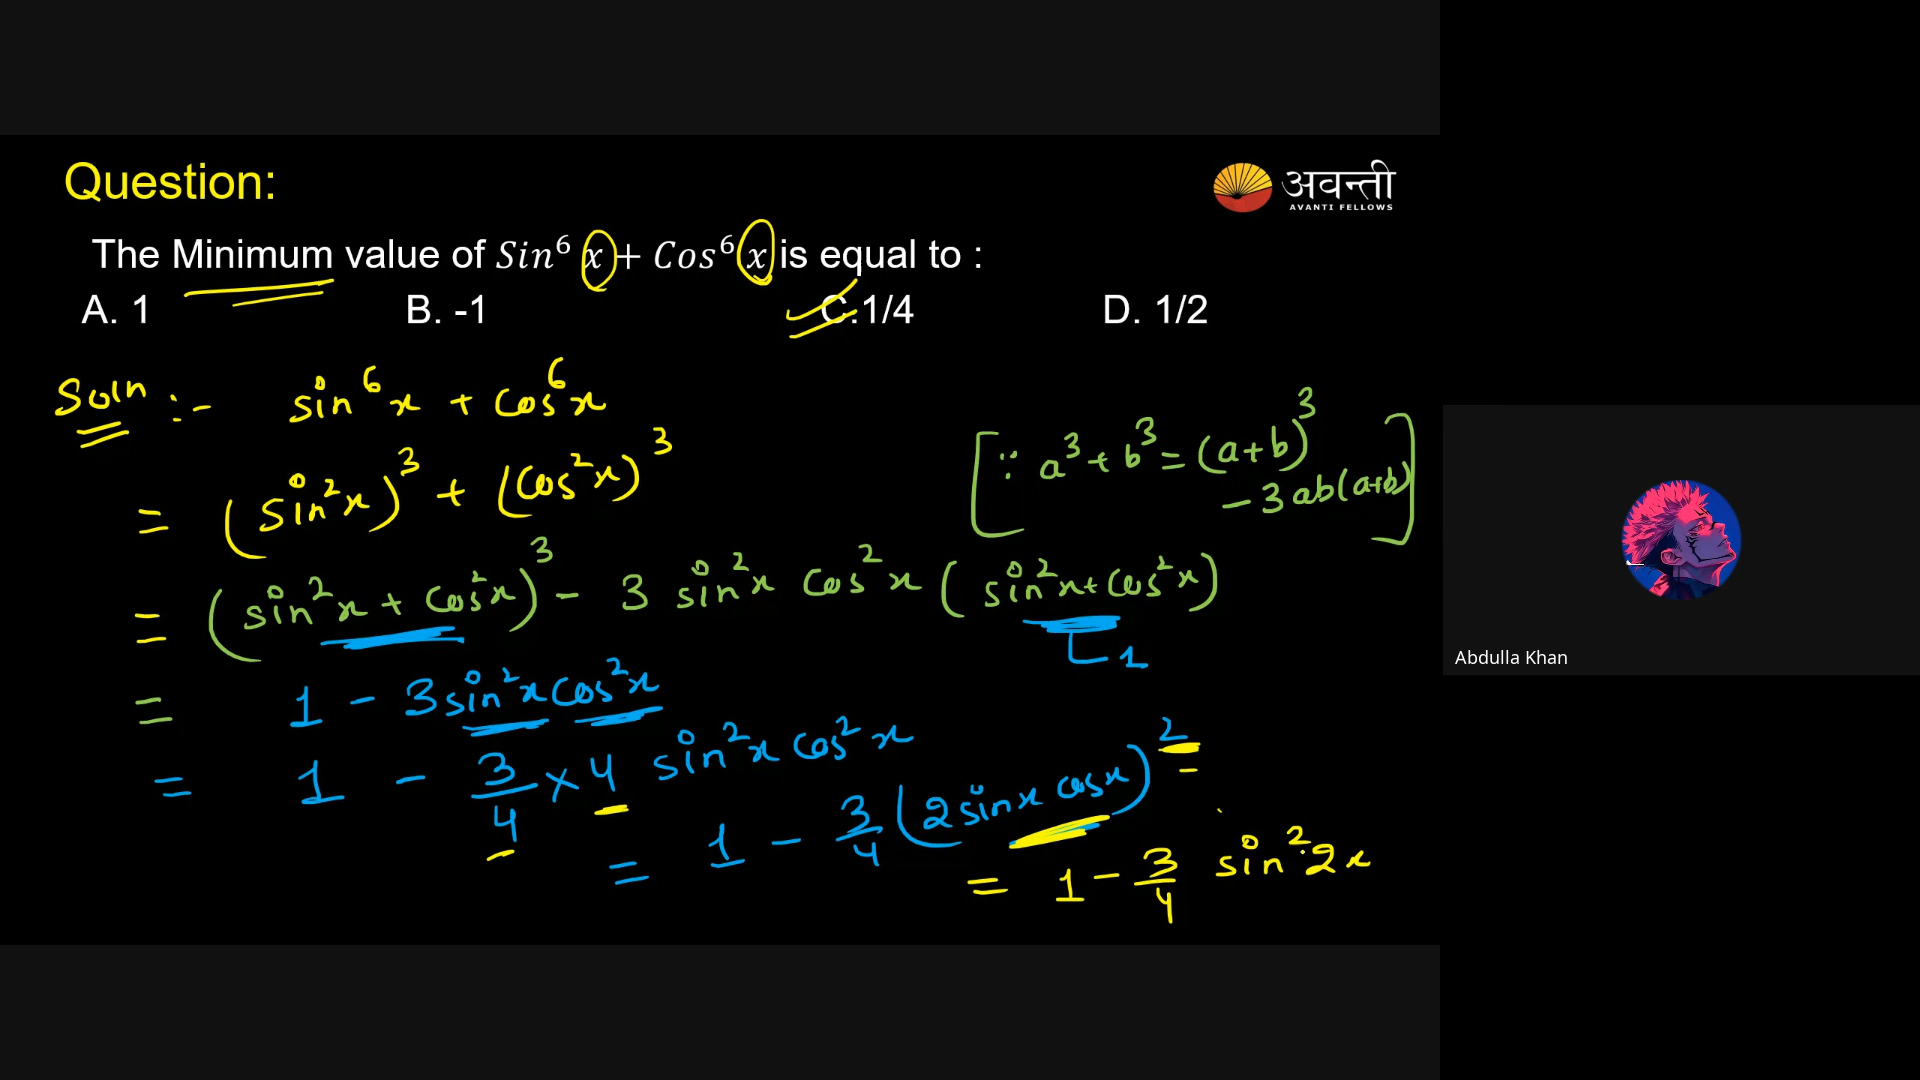 Question:
अवन्ती
AVANTI FELLOWS
The Minimum value of Sin⁶ x + Cos⁶ x is equal to :
A. 1 B. -1 C.1/4 D. 1/2
Soln :- sin⁶x + cos⁶x
= (sin²x)³ + (cos²x)³
[∵ a³ + b³ = (a+b)³
- 3ab(a+b)]
= (sin²x + cos²x)³ - 3 sin²x cos²x (sin²x + cos²x)
1
= 1 - 3sin²x cos²x
= 1 - 3/4 × 4 sin²x cos²x
= 1 - 3/4 (2sinx cosx)²
= 1 - 3/4 sin²2x
Abdulla Khan